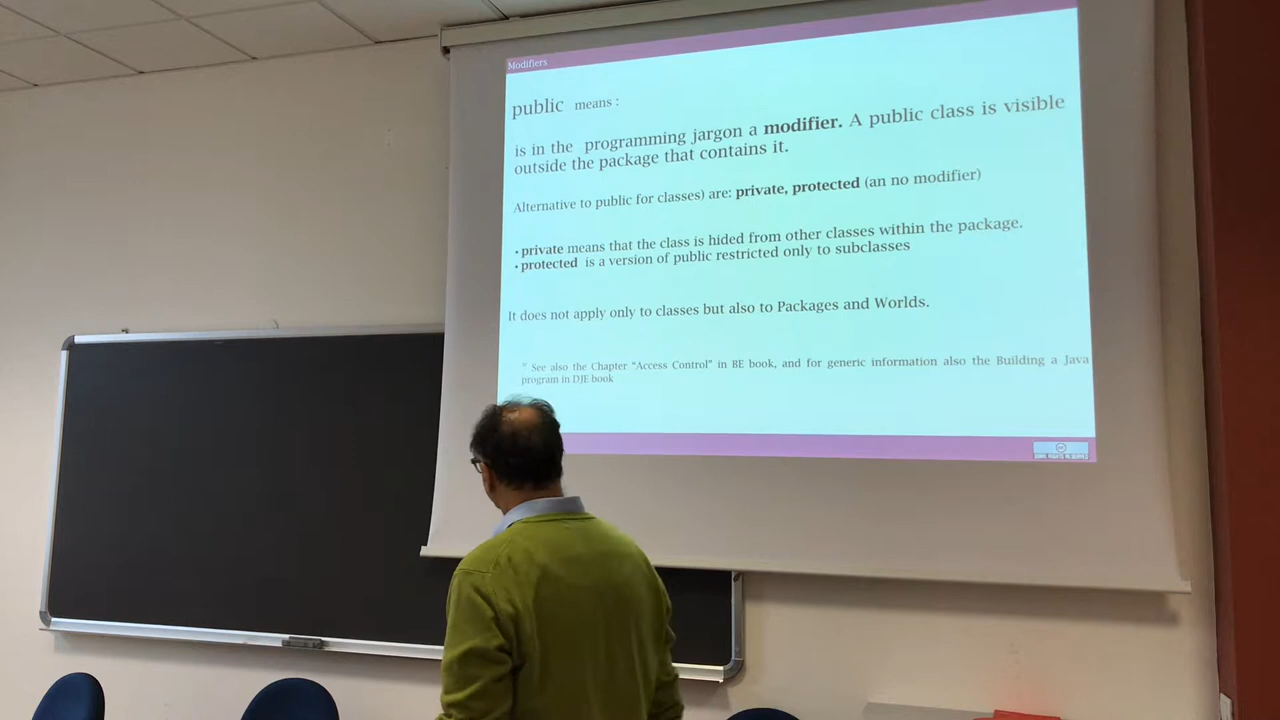 Modifiers
public means :
is in the programming jargon a modifier. A public class is visible
outside the package that contains it.
Alternative to public for classes) are: private, protected (an no modifier)
• private means that the class is hided from other classes within the package.
• protected is a version of public restricted only to subclasses
It does not apply only to classes but also to Packages and Worlds.
See also the Chapter “Access Control” in BE book, and for generic information also the Building a Java
program in DJE book